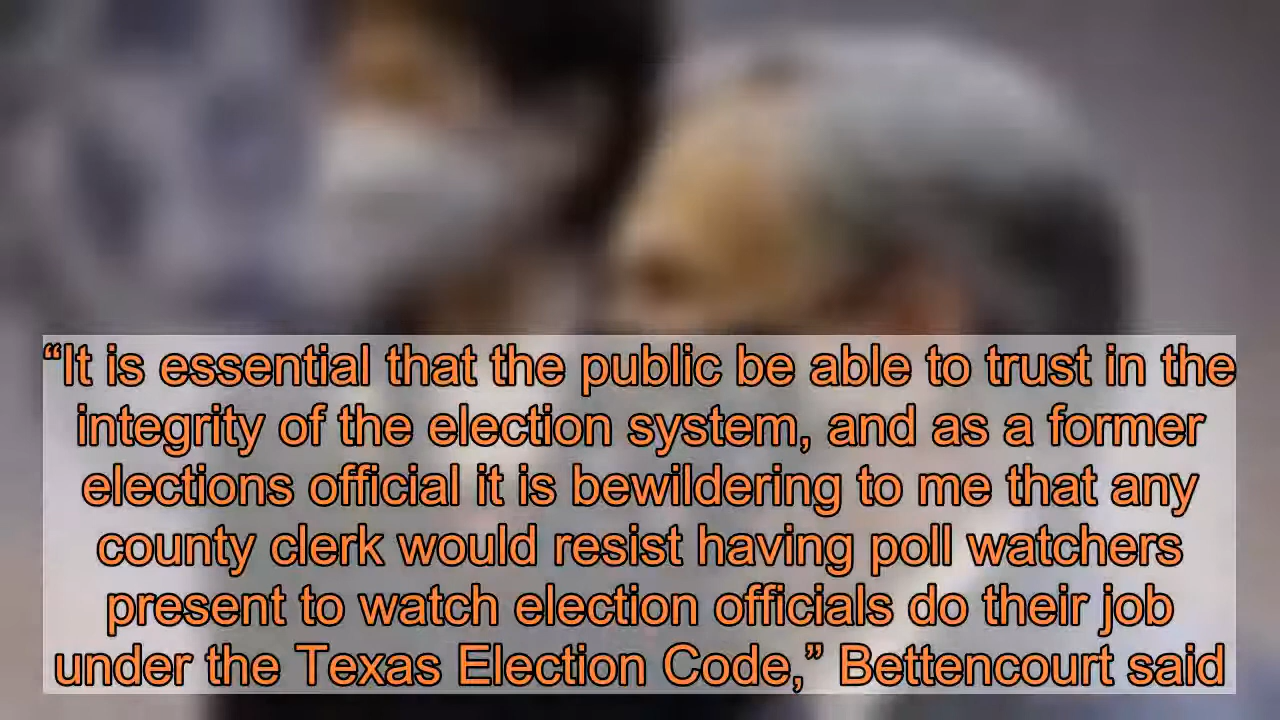 “It is essential that the public be able to trust in the
integrity of the election system, and as a former
elections official it is bewildering to me that any
county clerk would resist having poll watchers
present to watch election officials do their job
under the Texas Election Code,” Bettencourt said